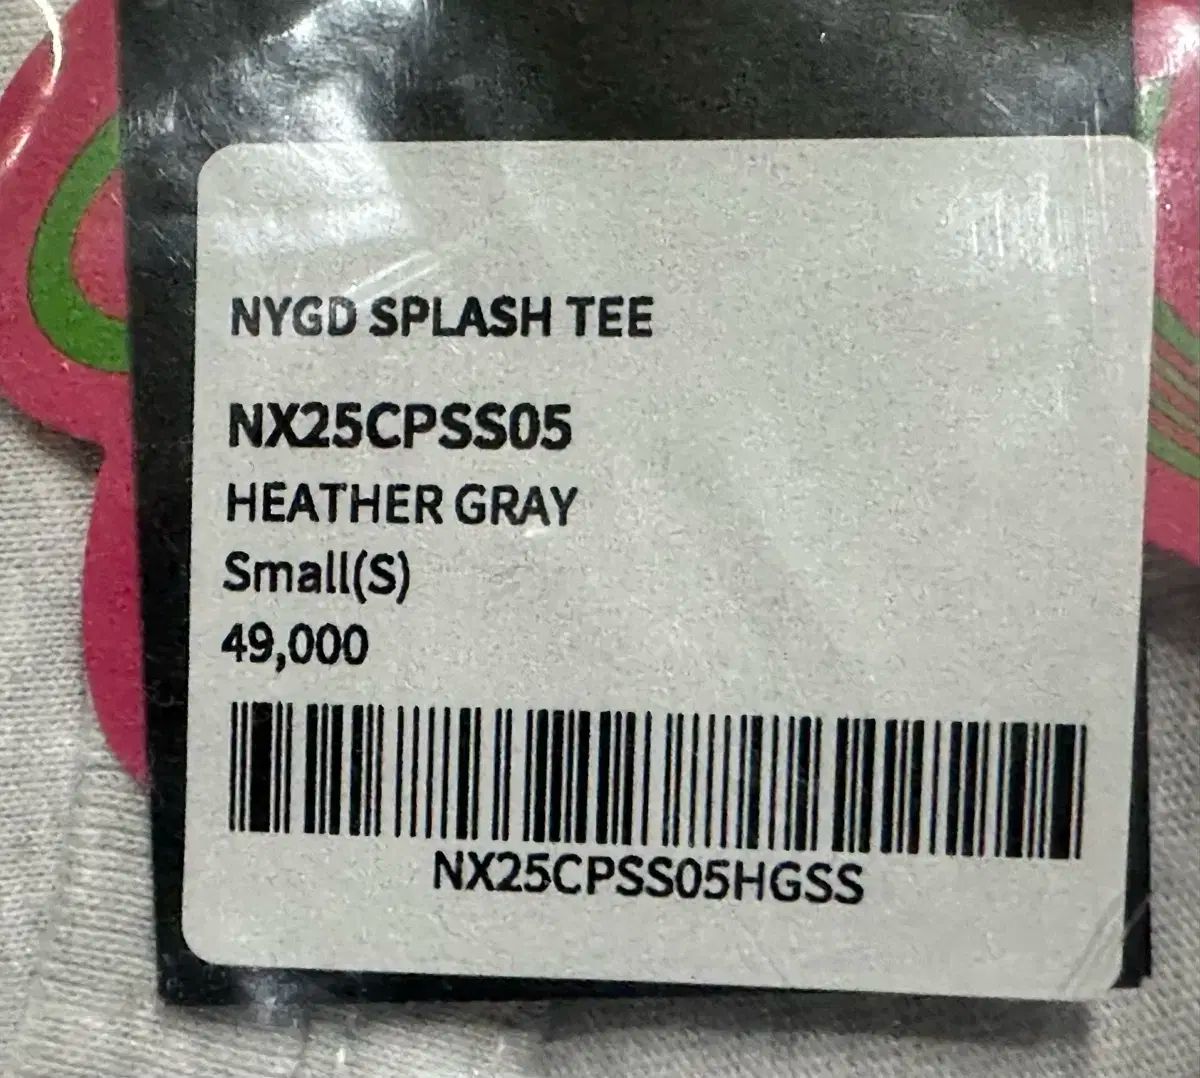 NYGD SPLASH TEE
NX25CPSS05
HEATHER GRAY
Small(S)
49,000
NX25CPSS05HGSS